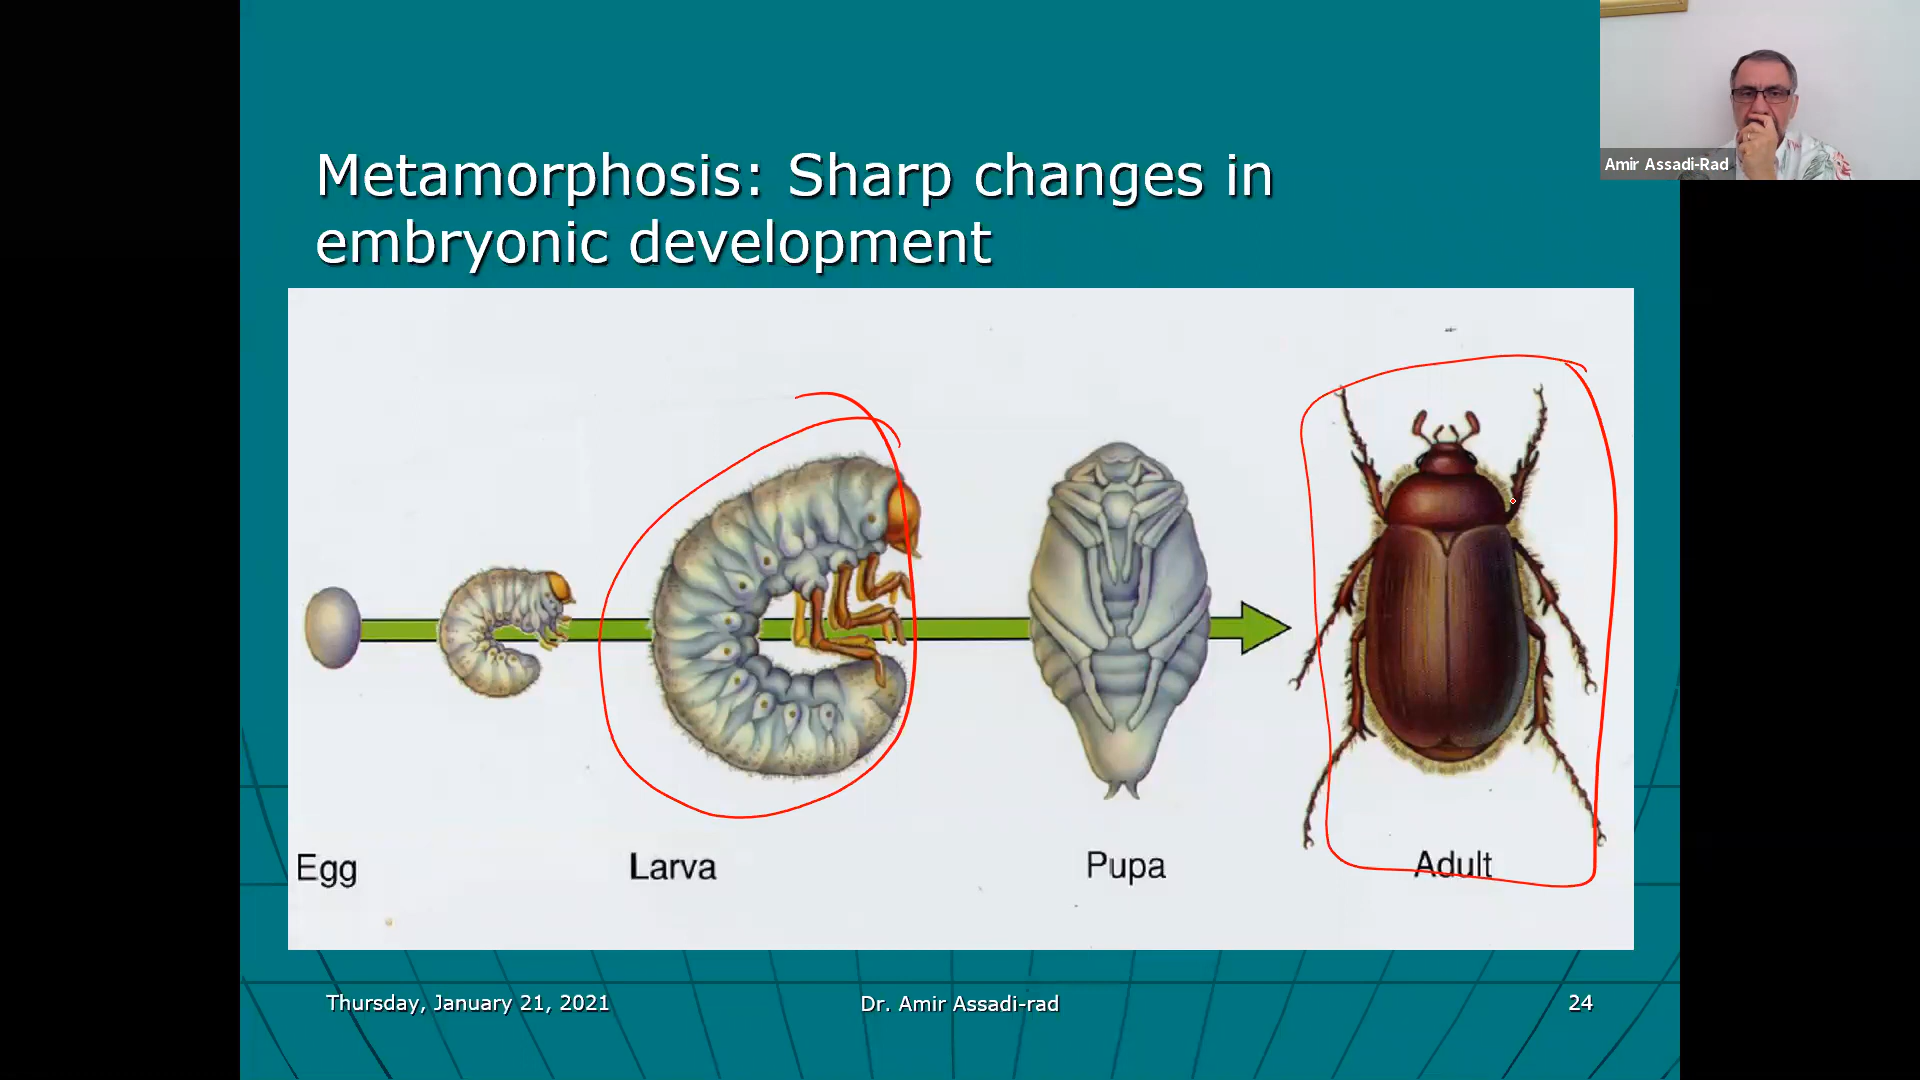 Amir Assadi-Rad
Metamorphosis: Sharp changes in
embryonic development
Egg
Larva
Pupa
Adult
Thursday, January 21, 2021
Dr. Amir Assadi-rad
24